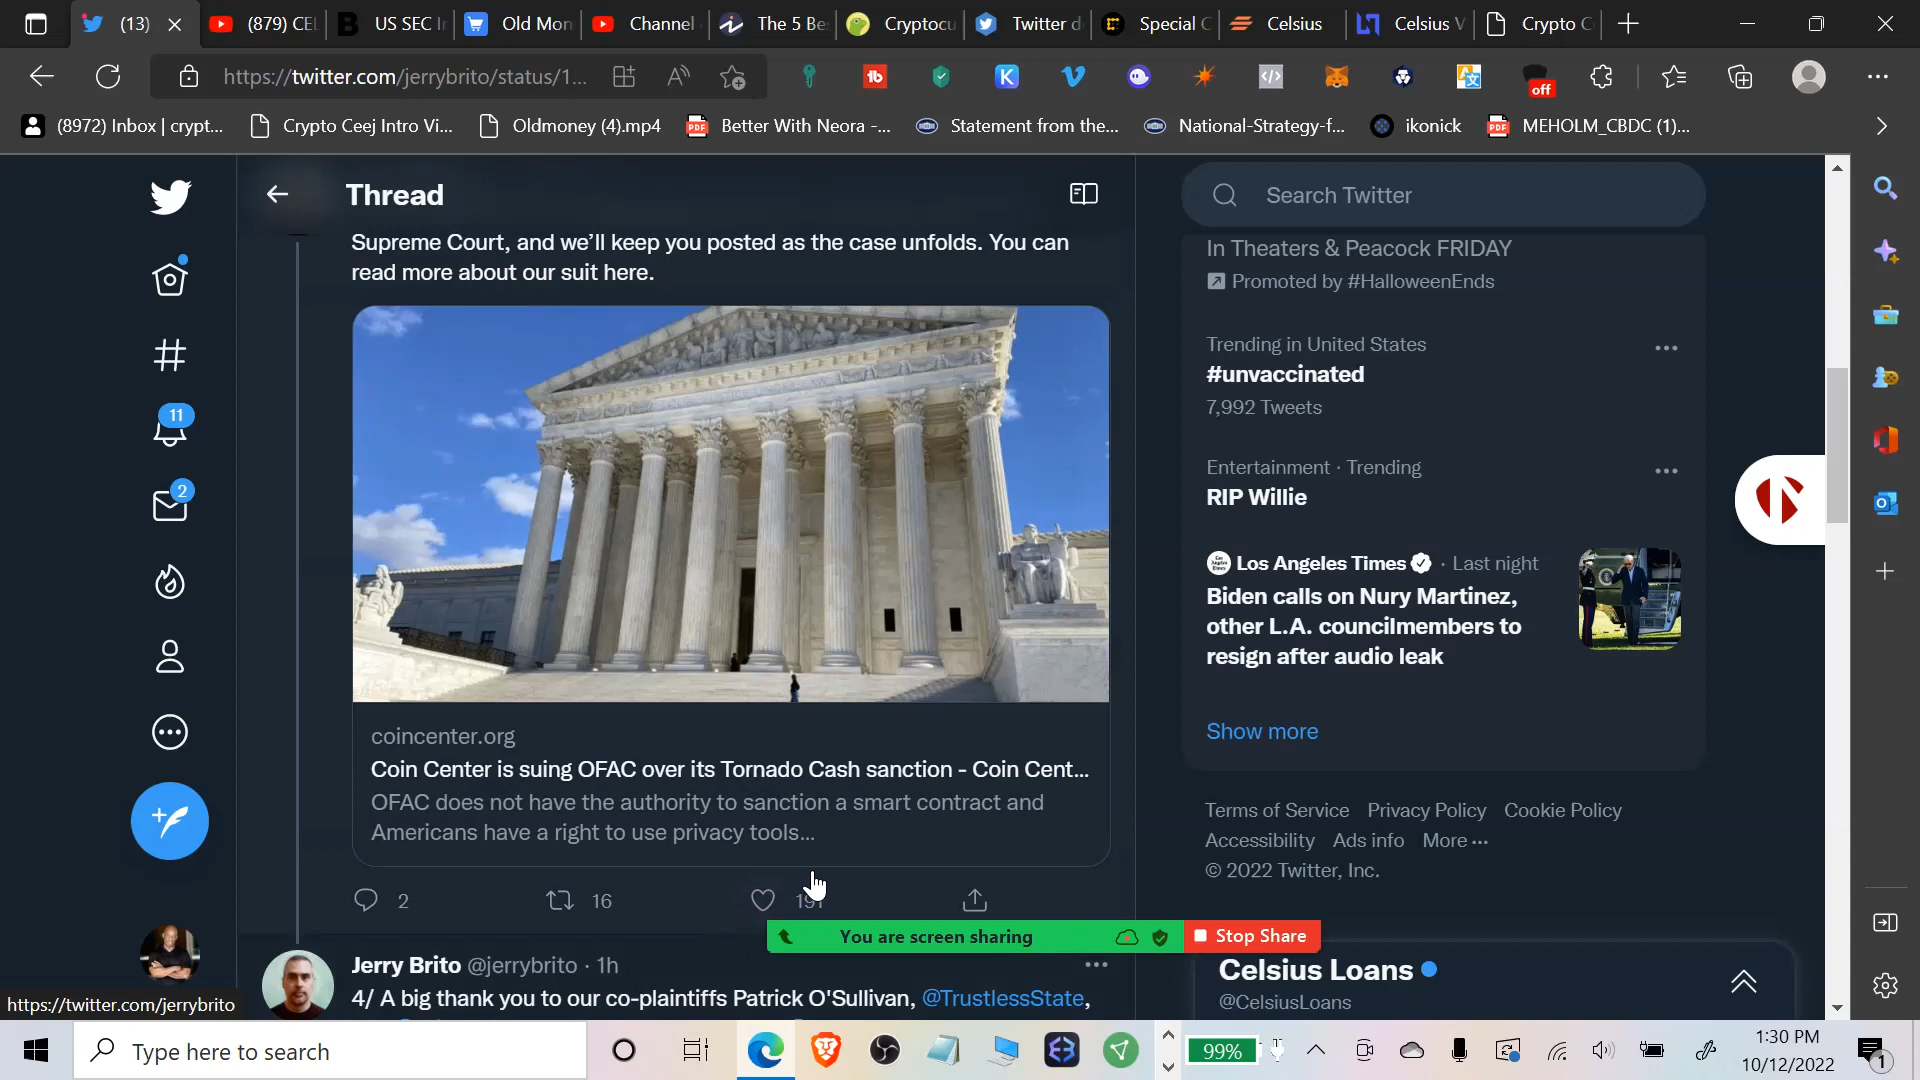 (13)
(879) CEL
US SEC I
Old Mon
Channel
The 5 Be
Cryptocu
Twitter d
Special C
Celsius
Celsius V
Crypto C
https://twitter.com/jerrybrito/status/1...
off
(8972) Inbox | crypt...
Crypto Ceej Intro Vi...
Oldmoney (4).mp4
Better With Neora -...
Statement from the...
National-Strategy-f...
ikonick
MEHOLM_CBDC (1)...
Thread
Supreme Court, and we'll keep you posted as the case unfolds. You can
read more about our suit here.
11
2
coincenter.org
Coin Center is suing OFAC over its Tornado Cash sanction - Coin Cent...
OFAC does not have the authority to sanction a smart contract and
Americans have a right to use privacy tools...
2
16
191
You are screen sharing
Stop Share
Jerry Brito @jerrybrito · 1h
4/ A big thank you to our co-plaintiffs Patrick O'Sullivan, @TrustlessState,
https://twitter.com/jerrybrito
Search Twitter
In Theaters & Peacock FRIDAY
Promoted by #HalloweenEnds
Trending in United States
#unvaccinated
7,992 Tweets
Entertainment · Trending
RIP Willie
Los Angeles Times · Last night
Biden calls on Nury Martinez,
other L.A. councilmembers to
resign after audio leak
Show more
Terms of Service Privacy Policy Cookie Policy
Accessibility Ads info More ···
© 2022 Twitter, Inc.
Celsius Loans
@CelsiusLoans
Type here to search
99%
1:30 PM
10/12/2022
1